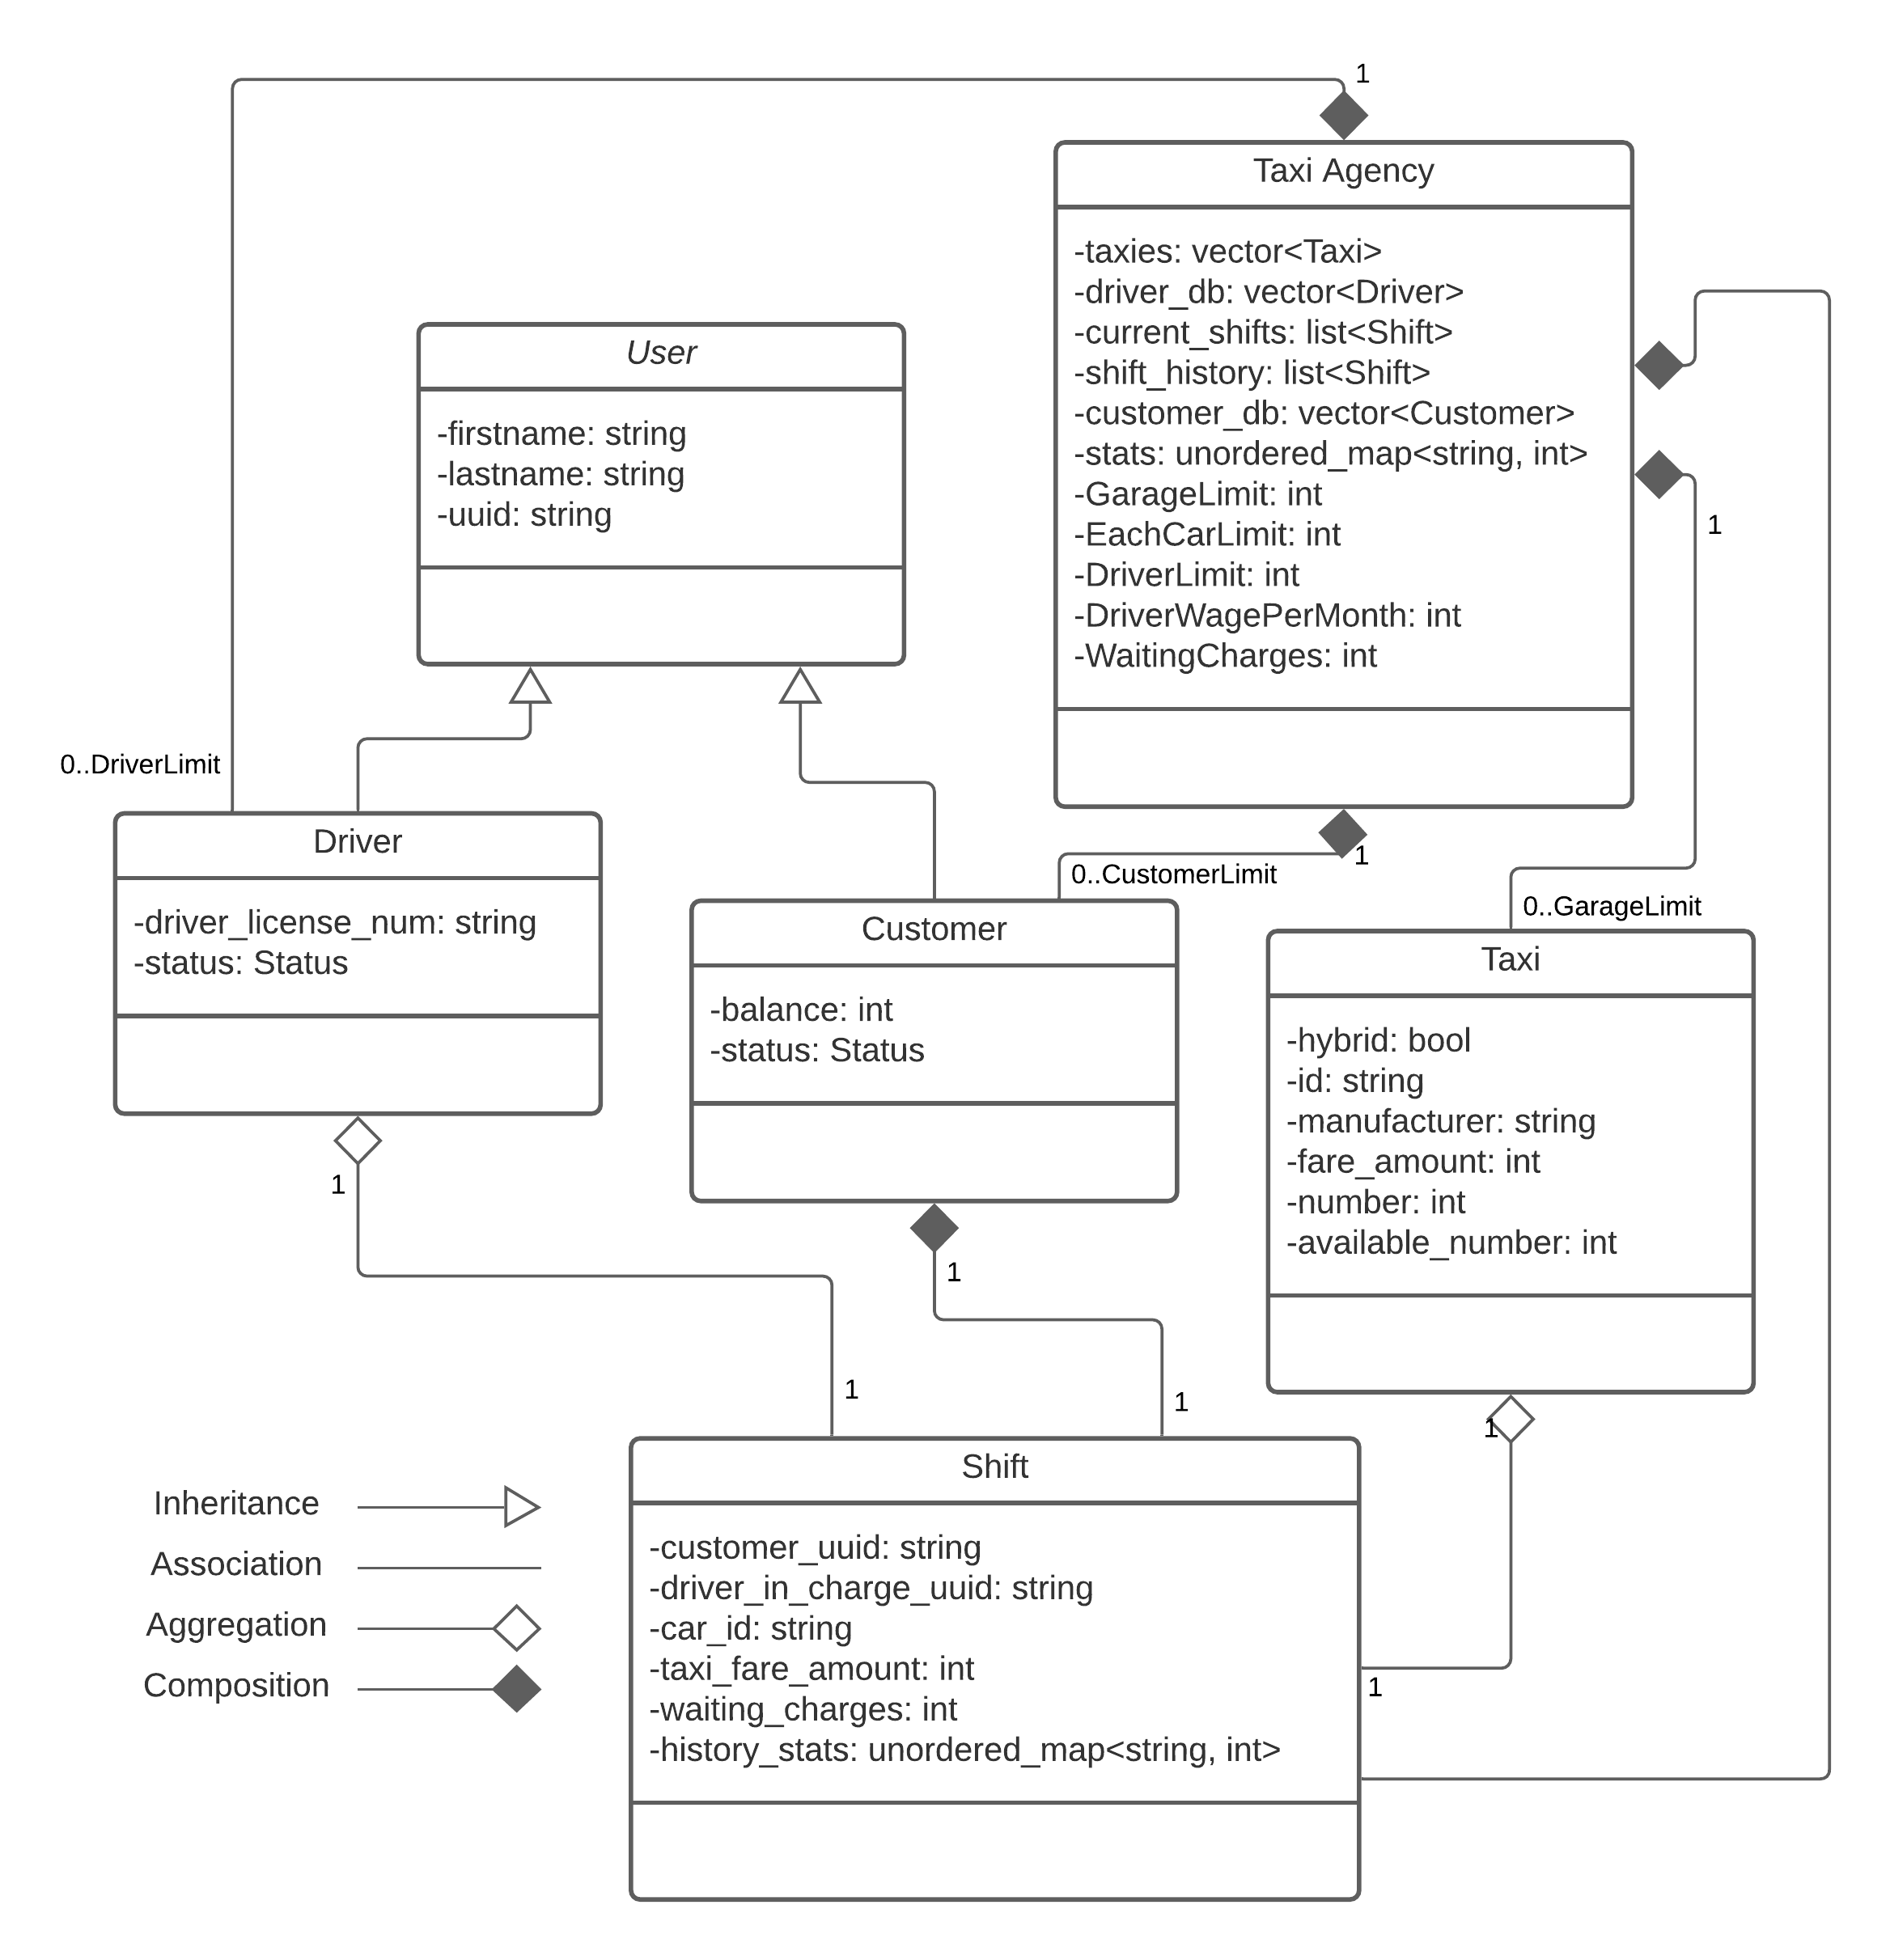 1
Taxi Agency
-taxies: vector<Taxi>
-driver_db: vector<Driver>
-current_shifts: list<Shift>
-shift_history: list<Shift>
-customer_db: vector<Customer>
-stats: unordered_map<string, int>
-GarageLimit: int
-EachCarLimit: int
-DriverLimit: int
-DriverWagePerMonth: int
-WaitingCharges: int
1
User
-firstname: string
-lastname: string
-uuid: string
0..DriverLimit
1
0..CustomerLimit
0..GarageLimit
Driver
-driver_license_num: string
-status: Status
1
Customer
-balance: int
-status: Status
1
Taxi
-hybrid: bool
-id: string
-manufacturer: string
-fare_amount: int
-number: int
-available_number: int
1
1
1
Shift
-customer_uuid: string
-driver_in_charge_uuid: string
-car_id: string
-taxi_fare_amount: int
-waiting_charges: int
-history_stats: unordered_map<string, int>
1
Inheritance
Association
Aggregation
Composition